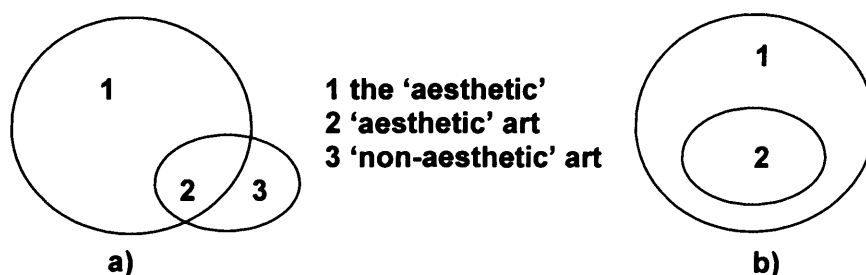 1
2
3
a)
1 the ‘aesthetic’
2 ‘aesthetic’ art
3 ‘non-aesthetic’ art
1
2
b)